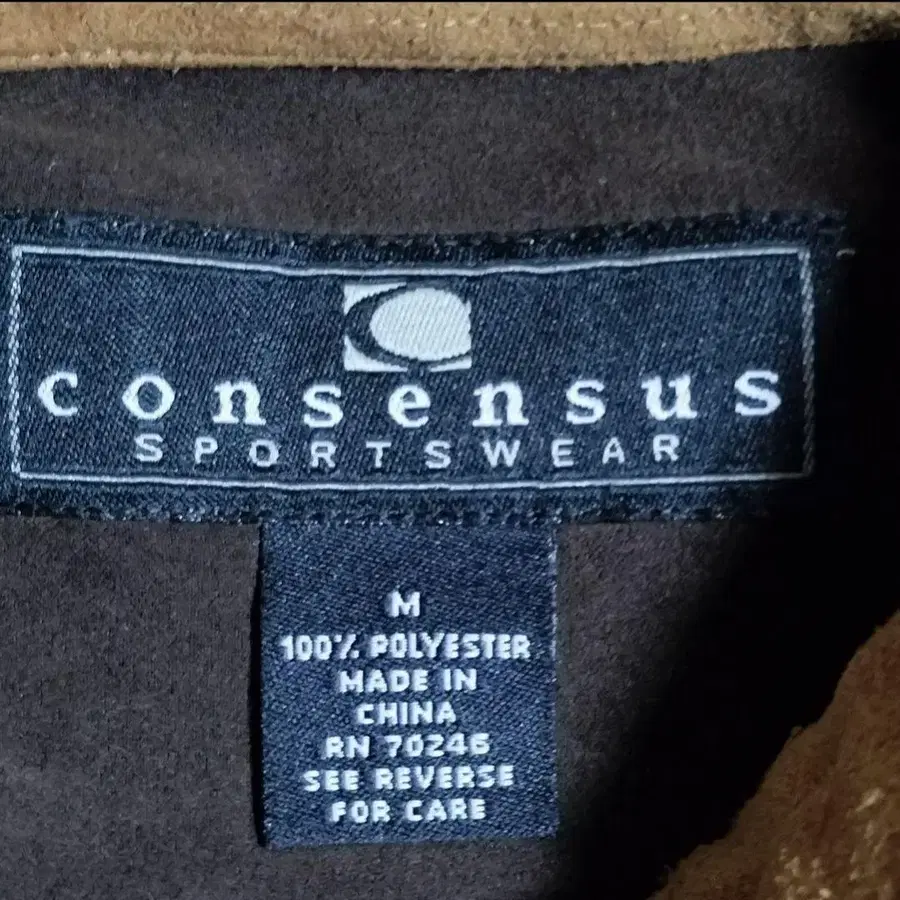 consensus
SPORTSWEAR
M
100% POLYESTER
MADE IN
CHINA
RN 70246
SEE REVERSE
FOR CARE